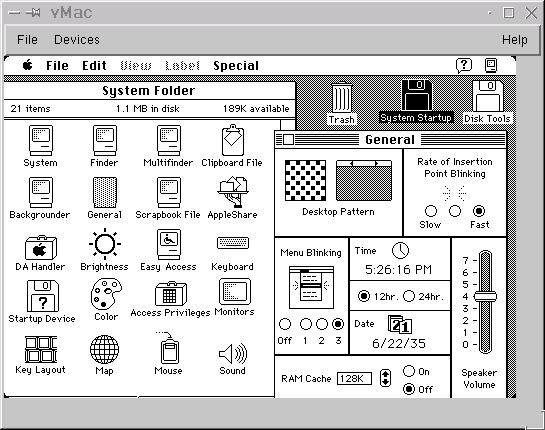 vMac
File Devices Help
File Edit View Label Special
System Folder
21 items 1.1 MB in disk 189K available
Trash System Startup Disk Tools
System Finder Multifinder Clipboard File
Backgrounder General Scrapbook File AppleShare
DA Handler Brightness Easy Access Keyboard
Startup Device Color Access Privileges Monitors
Key Layout Map Mouse Sound
General
Desktop Pattern
Rate of Insertion
Point Blinking
Slow Fast
Menu Blinking
Off 1 2 3
Time
5:26:16 PM
12hr. 24hr.
Date
21
6/22/35
7
6
5
4
3
2
1
0
Speaker
Volume
RAM Cache 128K On
Off